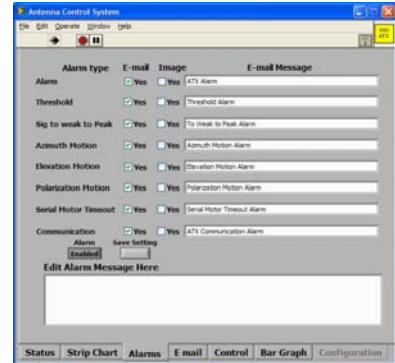 Antenna Control System
File Edit Operate Window Help
Alarm type E-mail Image E-mail Message
Alarm Yes Yes ATX Alarm
Threshold Yes Yes Threshold Alarm
Sig to weak to Peak Yes Yes To Weak to Peak Alarm
Azimuth Motion Yes Yes Azimuth Motion Alarm
Elevation Motion Yes Yes Elevation Motion Alarm
Polarization Motion Yes Yes Polarization Motion Alarm
Serial Motor Timeout Yes Yes Serial Motor Timeout Alarm
Communication Yes Yes ATX Communication Alarm
Alarm Save Setting
Enabled
Edit Alarm Message Here
Status Strip Chart Alarms E mail Control Bar Graph Configuration